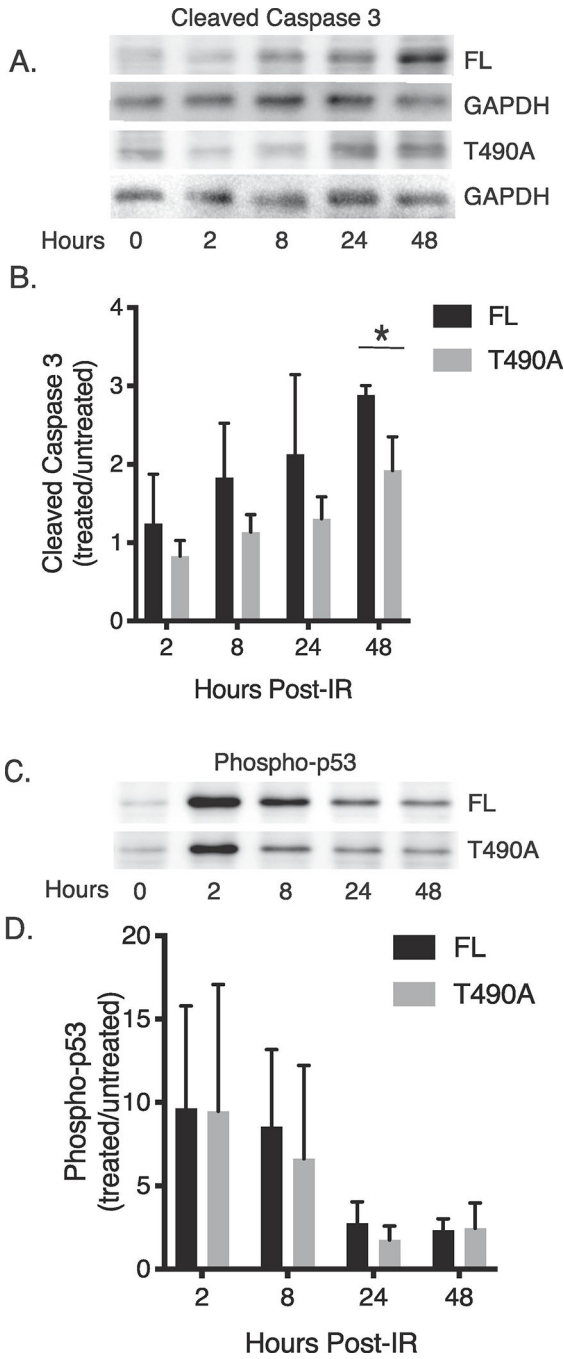 Cleaved Caspase 3
A.
FL
GAPDH
T490A
GAPDH
Hours 0 2 8 24 48
B.
4
3
2
1
0
Cleaved Caspase 3
(treated/untreated)
*
FL
T490A
2 8 24 48
Hours Post-IR
C.
Phospho-p53
FL
T490A
Hours 0 2 8 24 48
D.
20
15
10
5
0
Phospho-p53
(treated/untreated)
FL
T490A
2 8 24 48
Hours Post-IR